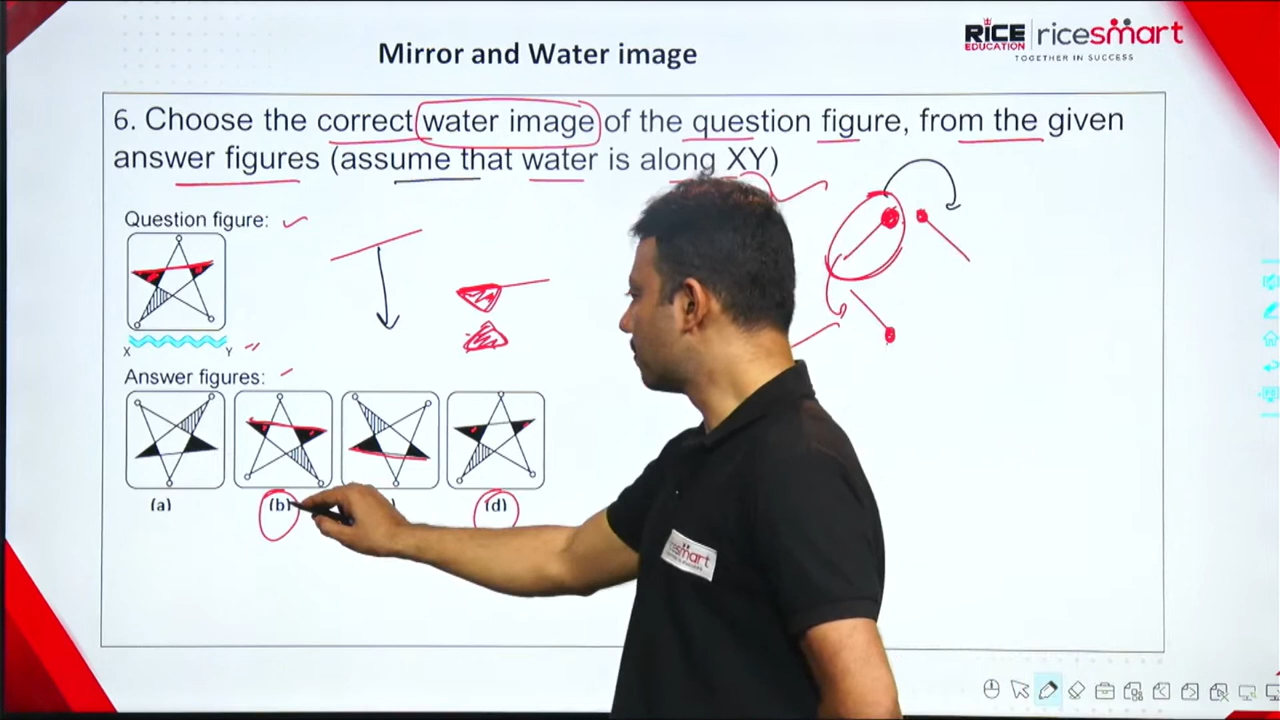 RICE
EDUCATION
ricesmart
TOGETHER IN SUCCESS
Mirror and Water image
6. Choose the correct water image of the question figure, from the given
answer figures (assume that water is along XY)
Question figure:
X Y
Answer figures:
(a) (b) ) (d)
ricesmart